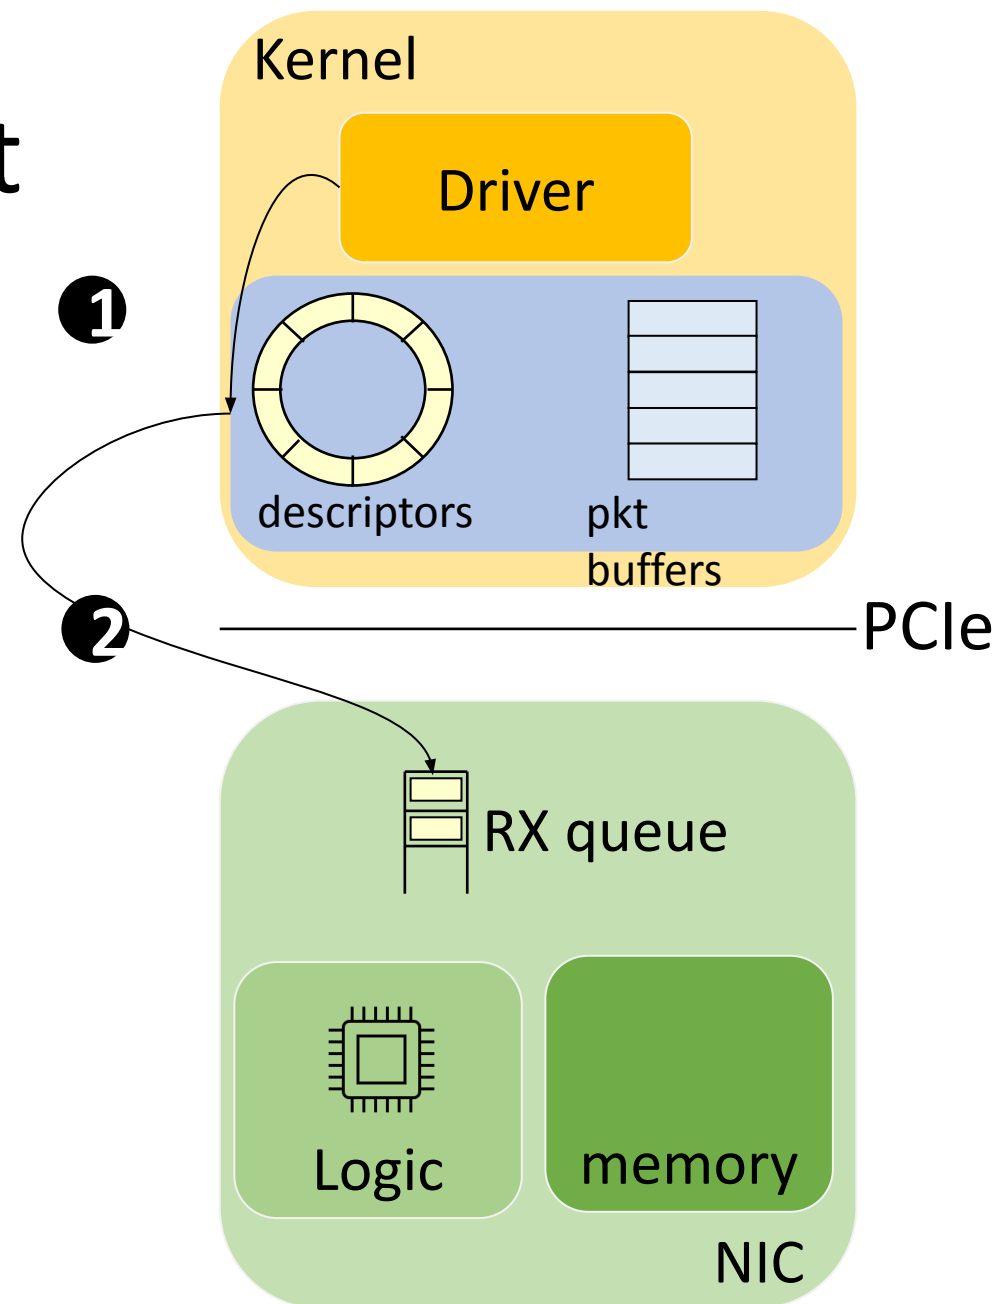 Kernel
t
Driver
1
descriptors
pkt
buffers
2
PCIe
RX queue
Logic
memory
NIC